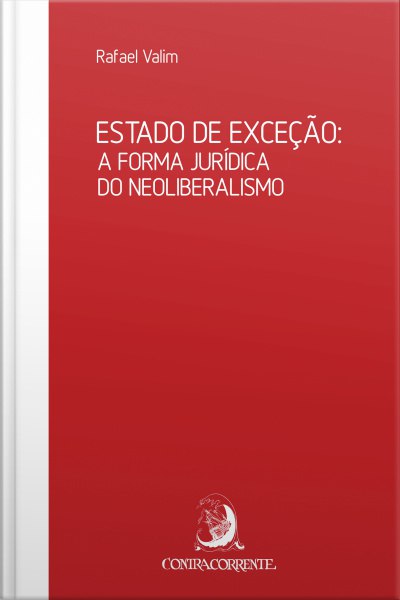 Rafael Valim
ESTADO DE EXCEÇÃO:
A FORMA JURÍDICA
DO NEOLIBERALISMO
CONTRACORRENTE